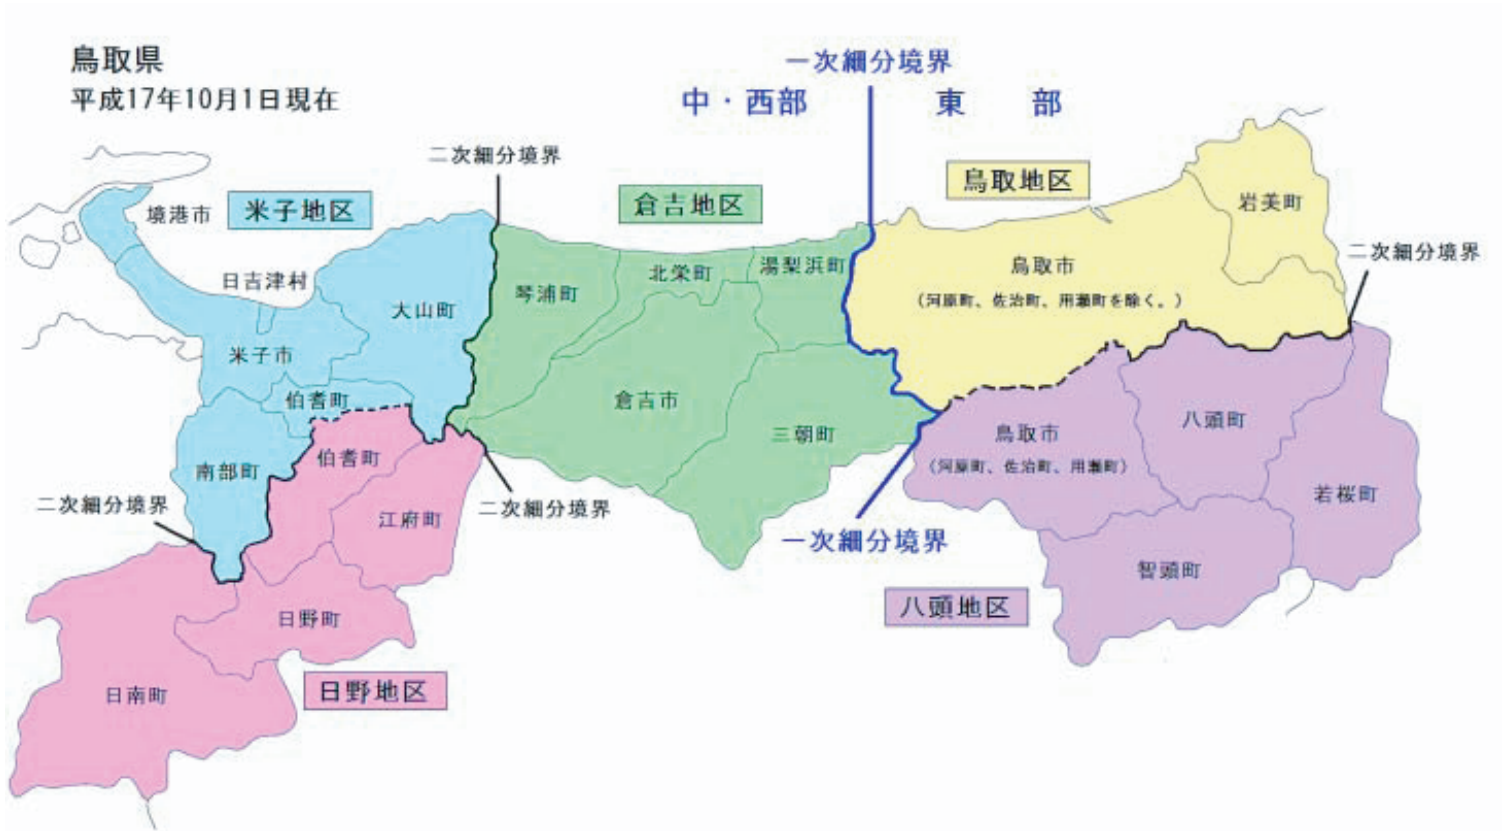 鳥取県
平成17年10月1日現在
一次細分境界
中・西部
東 部
二次細分境界
鳥取地区
倉吉地区
米子地区
境港市
岩美町
二次細分境界
日吉津村
大山町
琴浦町
北栄町
湯梨浜町
鳥取市
(河原町、佐治町、用瀬町を除く。)
米子市
伯耆町
倉吉市
三朝町
鳥取市
(河原町、佐治町、用瀬町)
八頭町
南部町
伯耆町
若桜町
二次細分境界
二次細分境界
江府町
一次細分境界
智頭町
八頭地区
日野町
日南町
日野地区